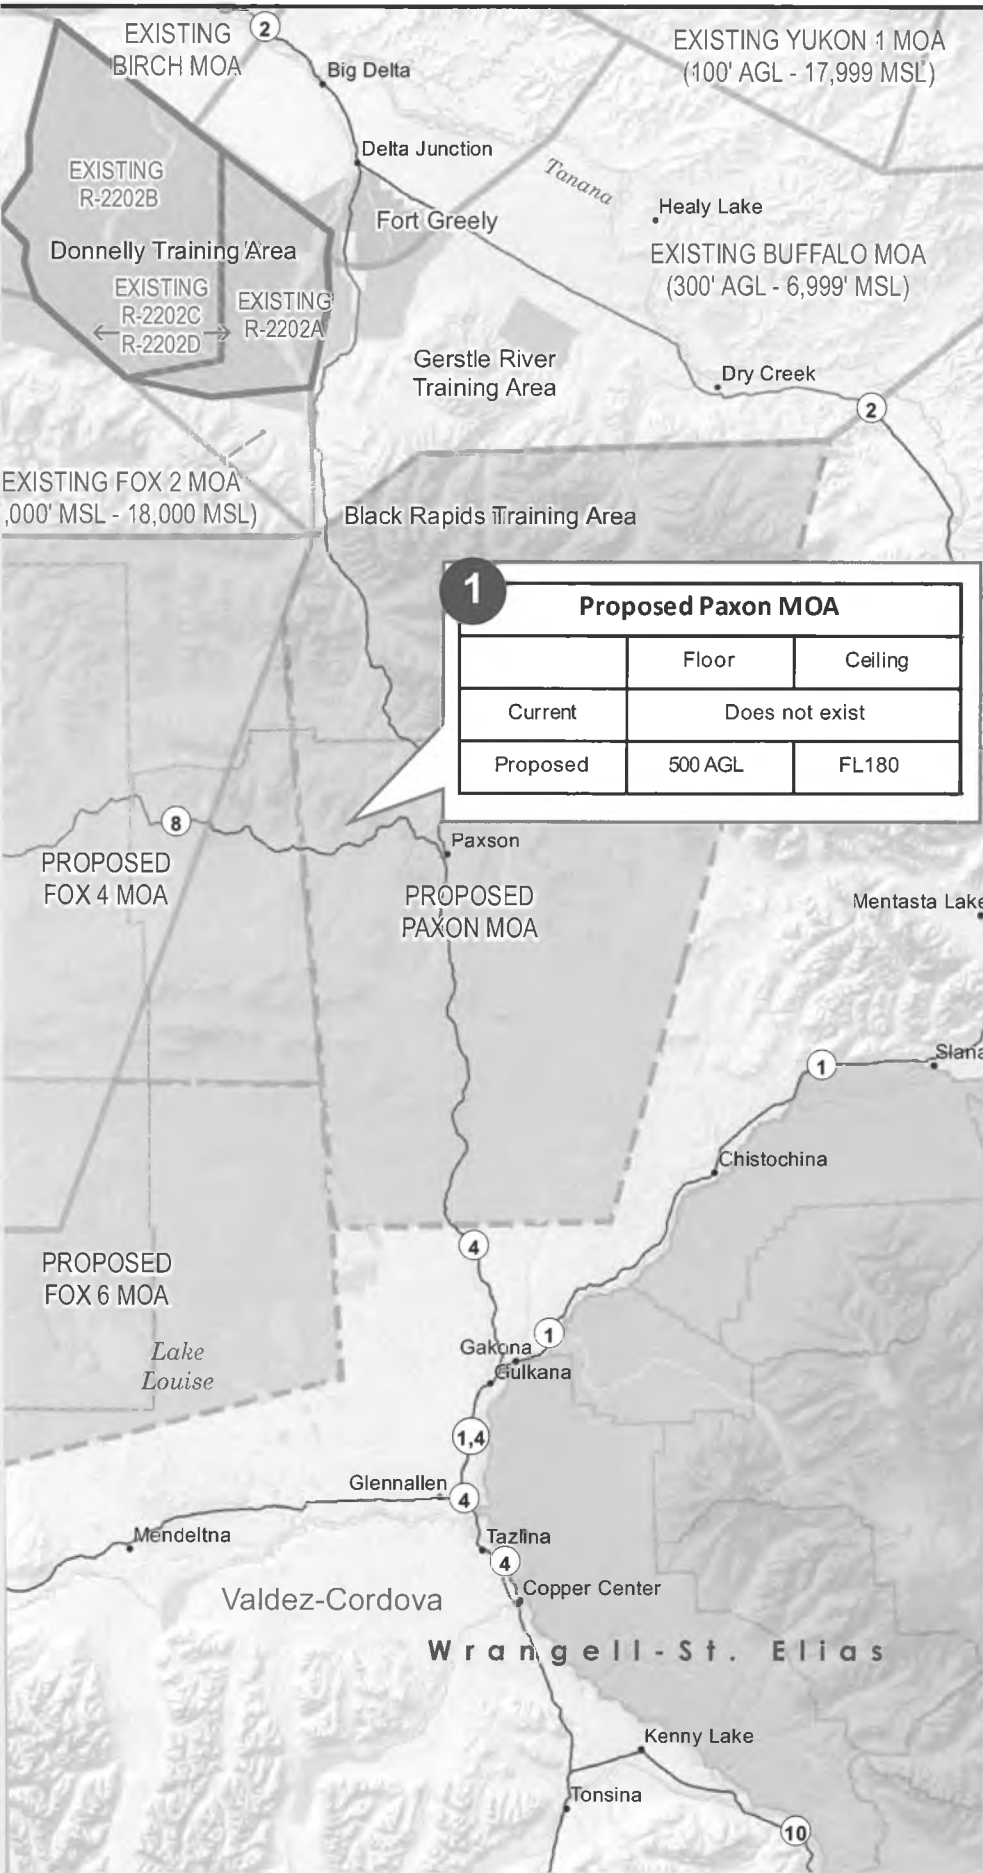 EXISTING
BIRCH MOA
2
EXISTING YUKON 1 MOA
(100' AGL - 17,999 MSL)
Big Delta
Delta Junction
Tanana
EXISTING
R-2202B
Healy Lake
Fort Greely
Donnelly Training Area
EXISTING BUFFALO MOA
(300' AGL - 6,999' MSL)
EXISTING
R-2202C
R-2202D
EXISTING
R-2202A
Gerstle River
Training Area
Dry Creek
2
EXISTING FOX 2 MOA
,000' MSL - 18,000 MSL)
Black Rapids Training Area
1
Proposed Paxon MOA
Floor Ceiling
Current Does not exist
Proposed 500 AGL FL180
8
Paxson
PROPOSED
FOX 4 MOA
PROPOSED
PAXON MOA
Mentasta Lake
Slana
1
Chistochina
4
PROPOSED
FOX 6 MOA
1
Lake
Louise
Gakona
Gulkana
1,4
Glennallen
4
Mendeltna
Tazlina
4
Copper Center
Valdez-Cordova
Wrangell-St. Elias
Kenny Lake
Tonsina
10